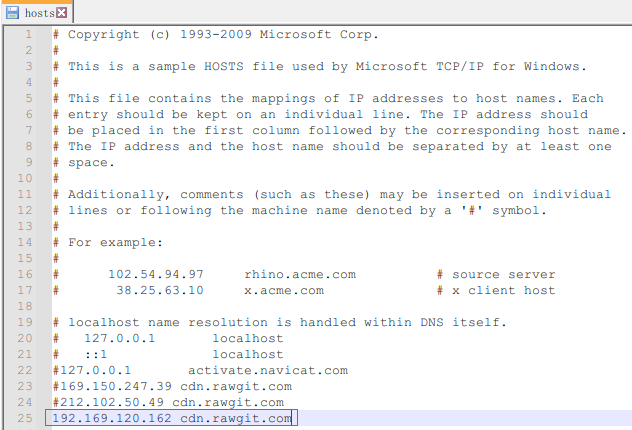 hosts
1 # Copyright (c) 1993-2009 Microsoft Corp.
2 #
3 # This is a sample HOSTS file used by Microsoft TCP/IP for Windows.
4 #
5 # This file contains the mappings of IP addresses to host names. Each
6 # entry should be kept on an individual line. The IP address should
7 # be placed in the first column followed by the corresponding host name.
8 # The IP address and the host name should be separated by at least one
9 # space.
10 #
11 # Additionally, comments (such as these) may be inserted on individual
12 # lines or following the machine name denoted by a '#' symbol.
13 #
14 # For example:
15 #
16 #      102.54.94.97     rhino.acme.com          # source server
17 #       38.25.63.10     x.acme.com              # x client host
18
19 # localhost name resolution is handled within DNS itself.
20 #   127.0.0.1       localhost
21 #   ::1             localhost
22 #127.0.0.1       activate.navicat.com
23 #169.150.247.39 cdn.rawgit.com
24 #212.102.50.49 cdn.rawgit.com
25 192.169.120.162 cdn.rawgit.com